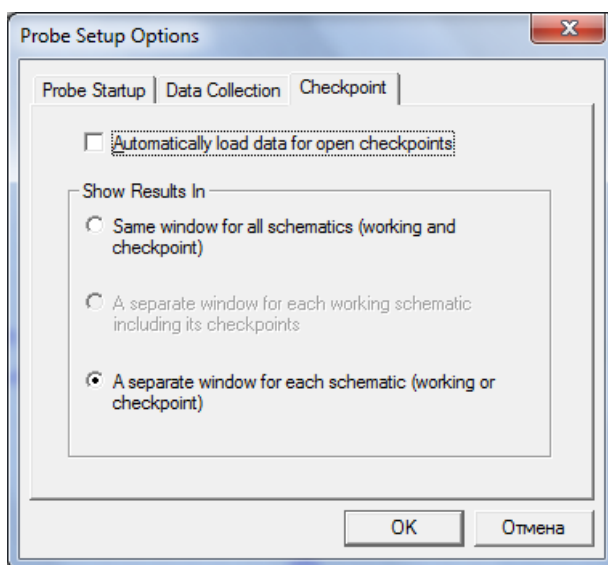 Probe Setup Options
Probe Startup
Data Collection
Checkpoint
Automatically load data for open checkpoints
Show Results In
Same window for all schematics (working and
checkpoint)
A separate window for each working schematic
including its checkpoints
A separate window for each schematic (working or
checkpoint)
OK
Отмена